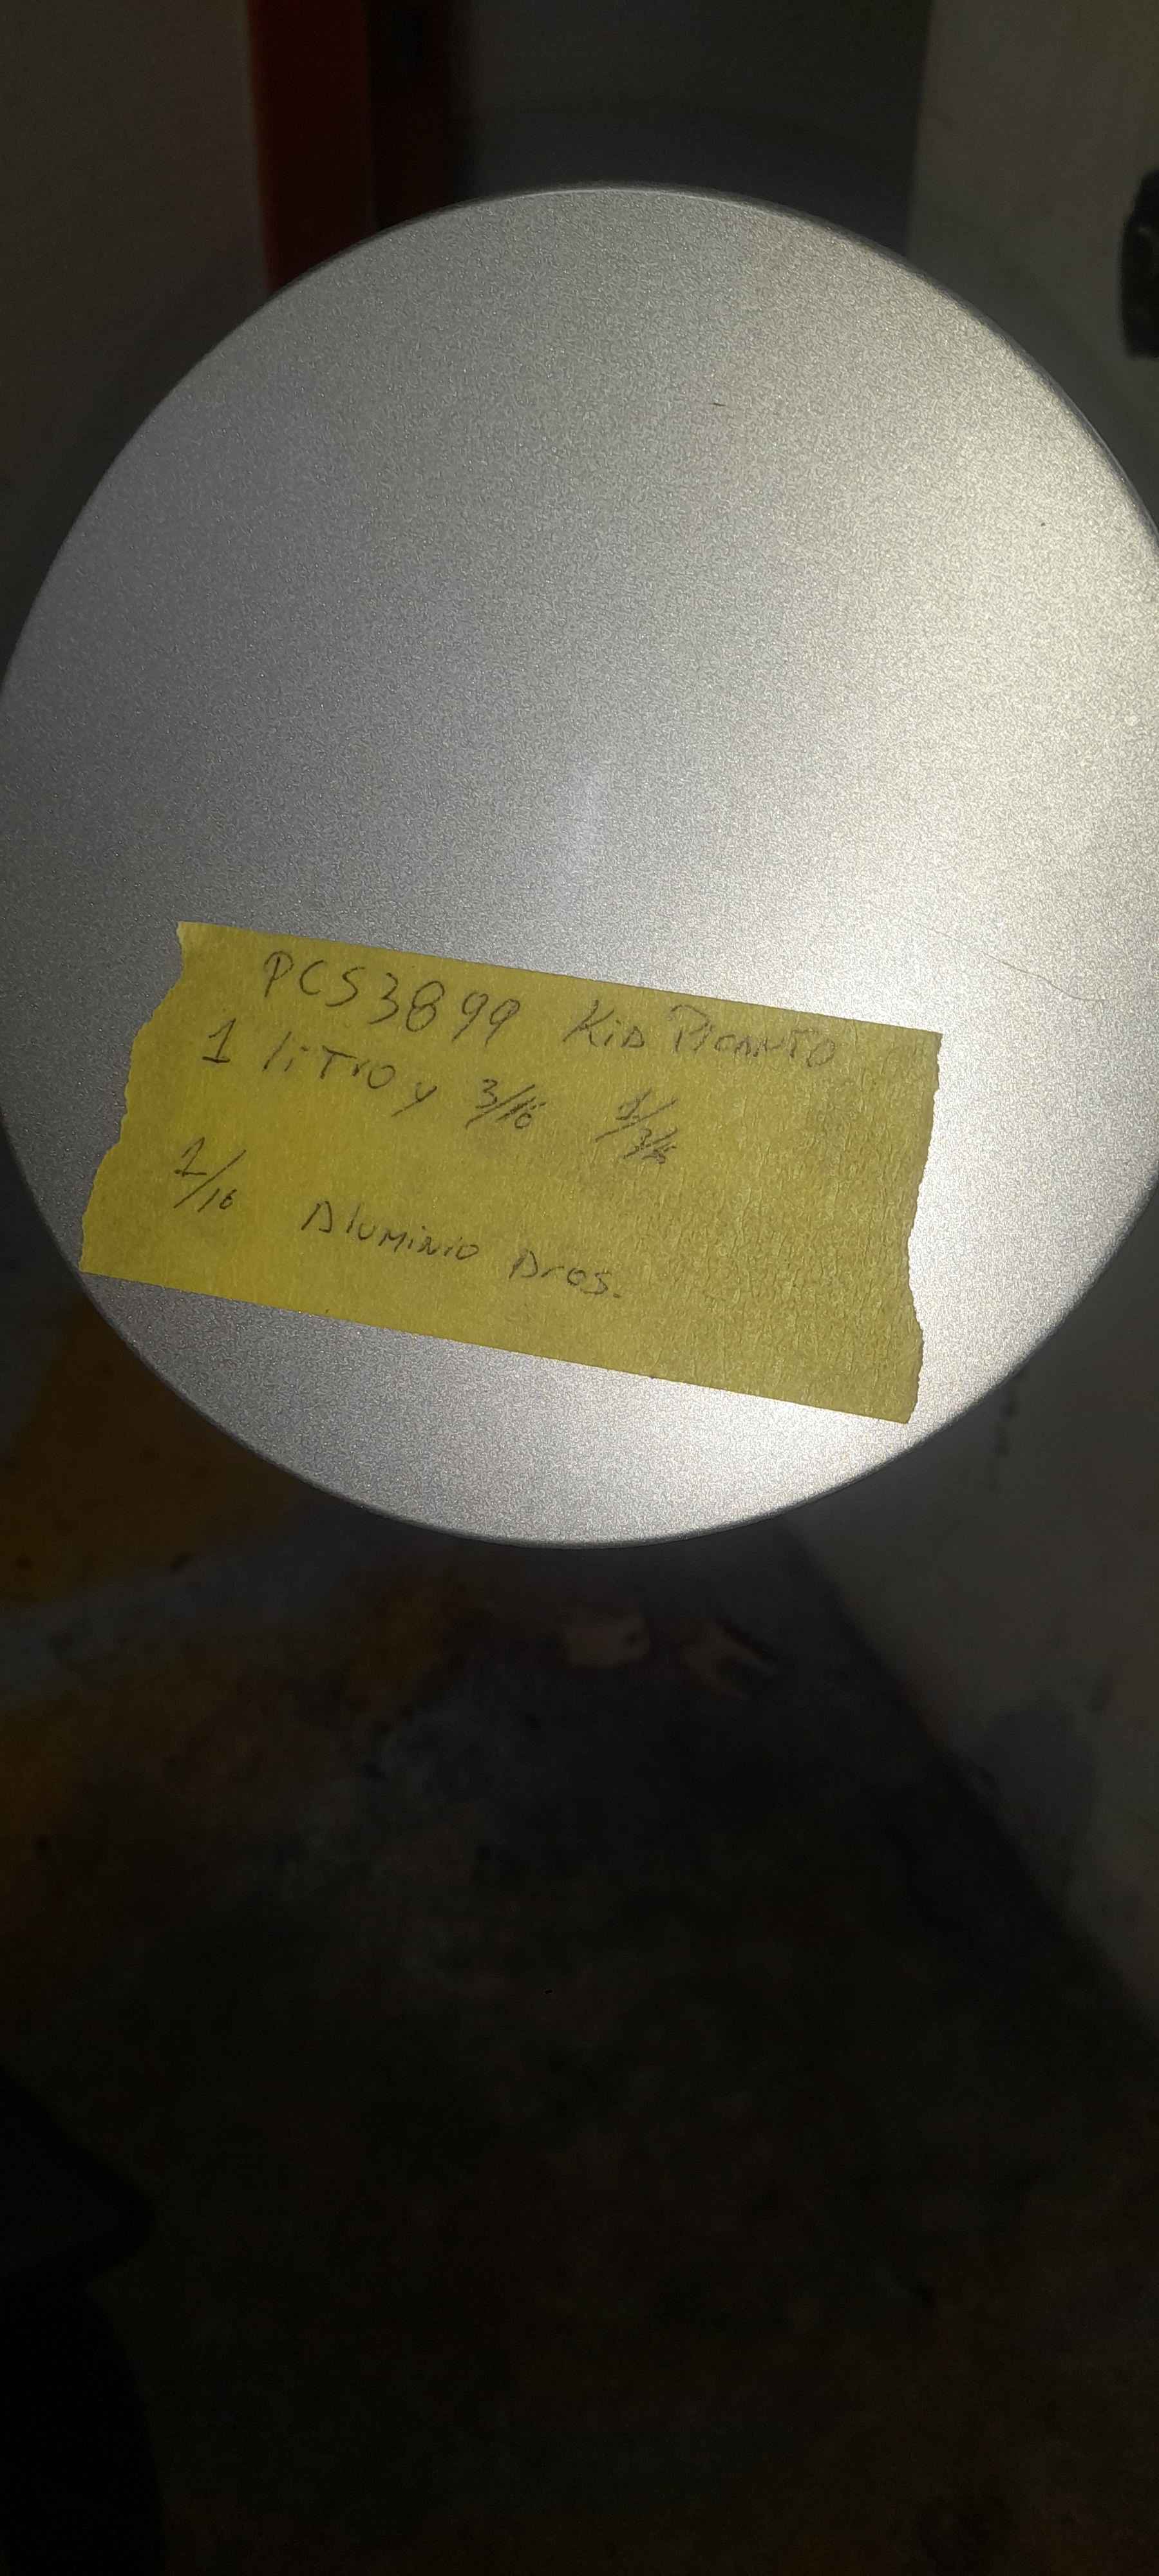 PCS3899 Kia Picanto
1 litro y 3/16
1/16 Aluminio Dros.